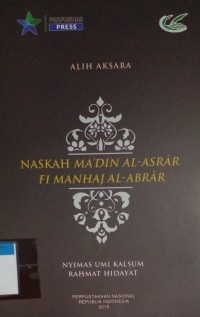 PERPUSNAS
PRESS
ALIH AKSARA
NASKAH MA'DIN AL-ASRĀR
FI MANHAJ AL-ABRĀR
NYIMAS UMI KALSUM
RAHMAT HIDAYAT
PERPUSTAKAAN NASIONAL
REPUBLIK INDONESIA
2018